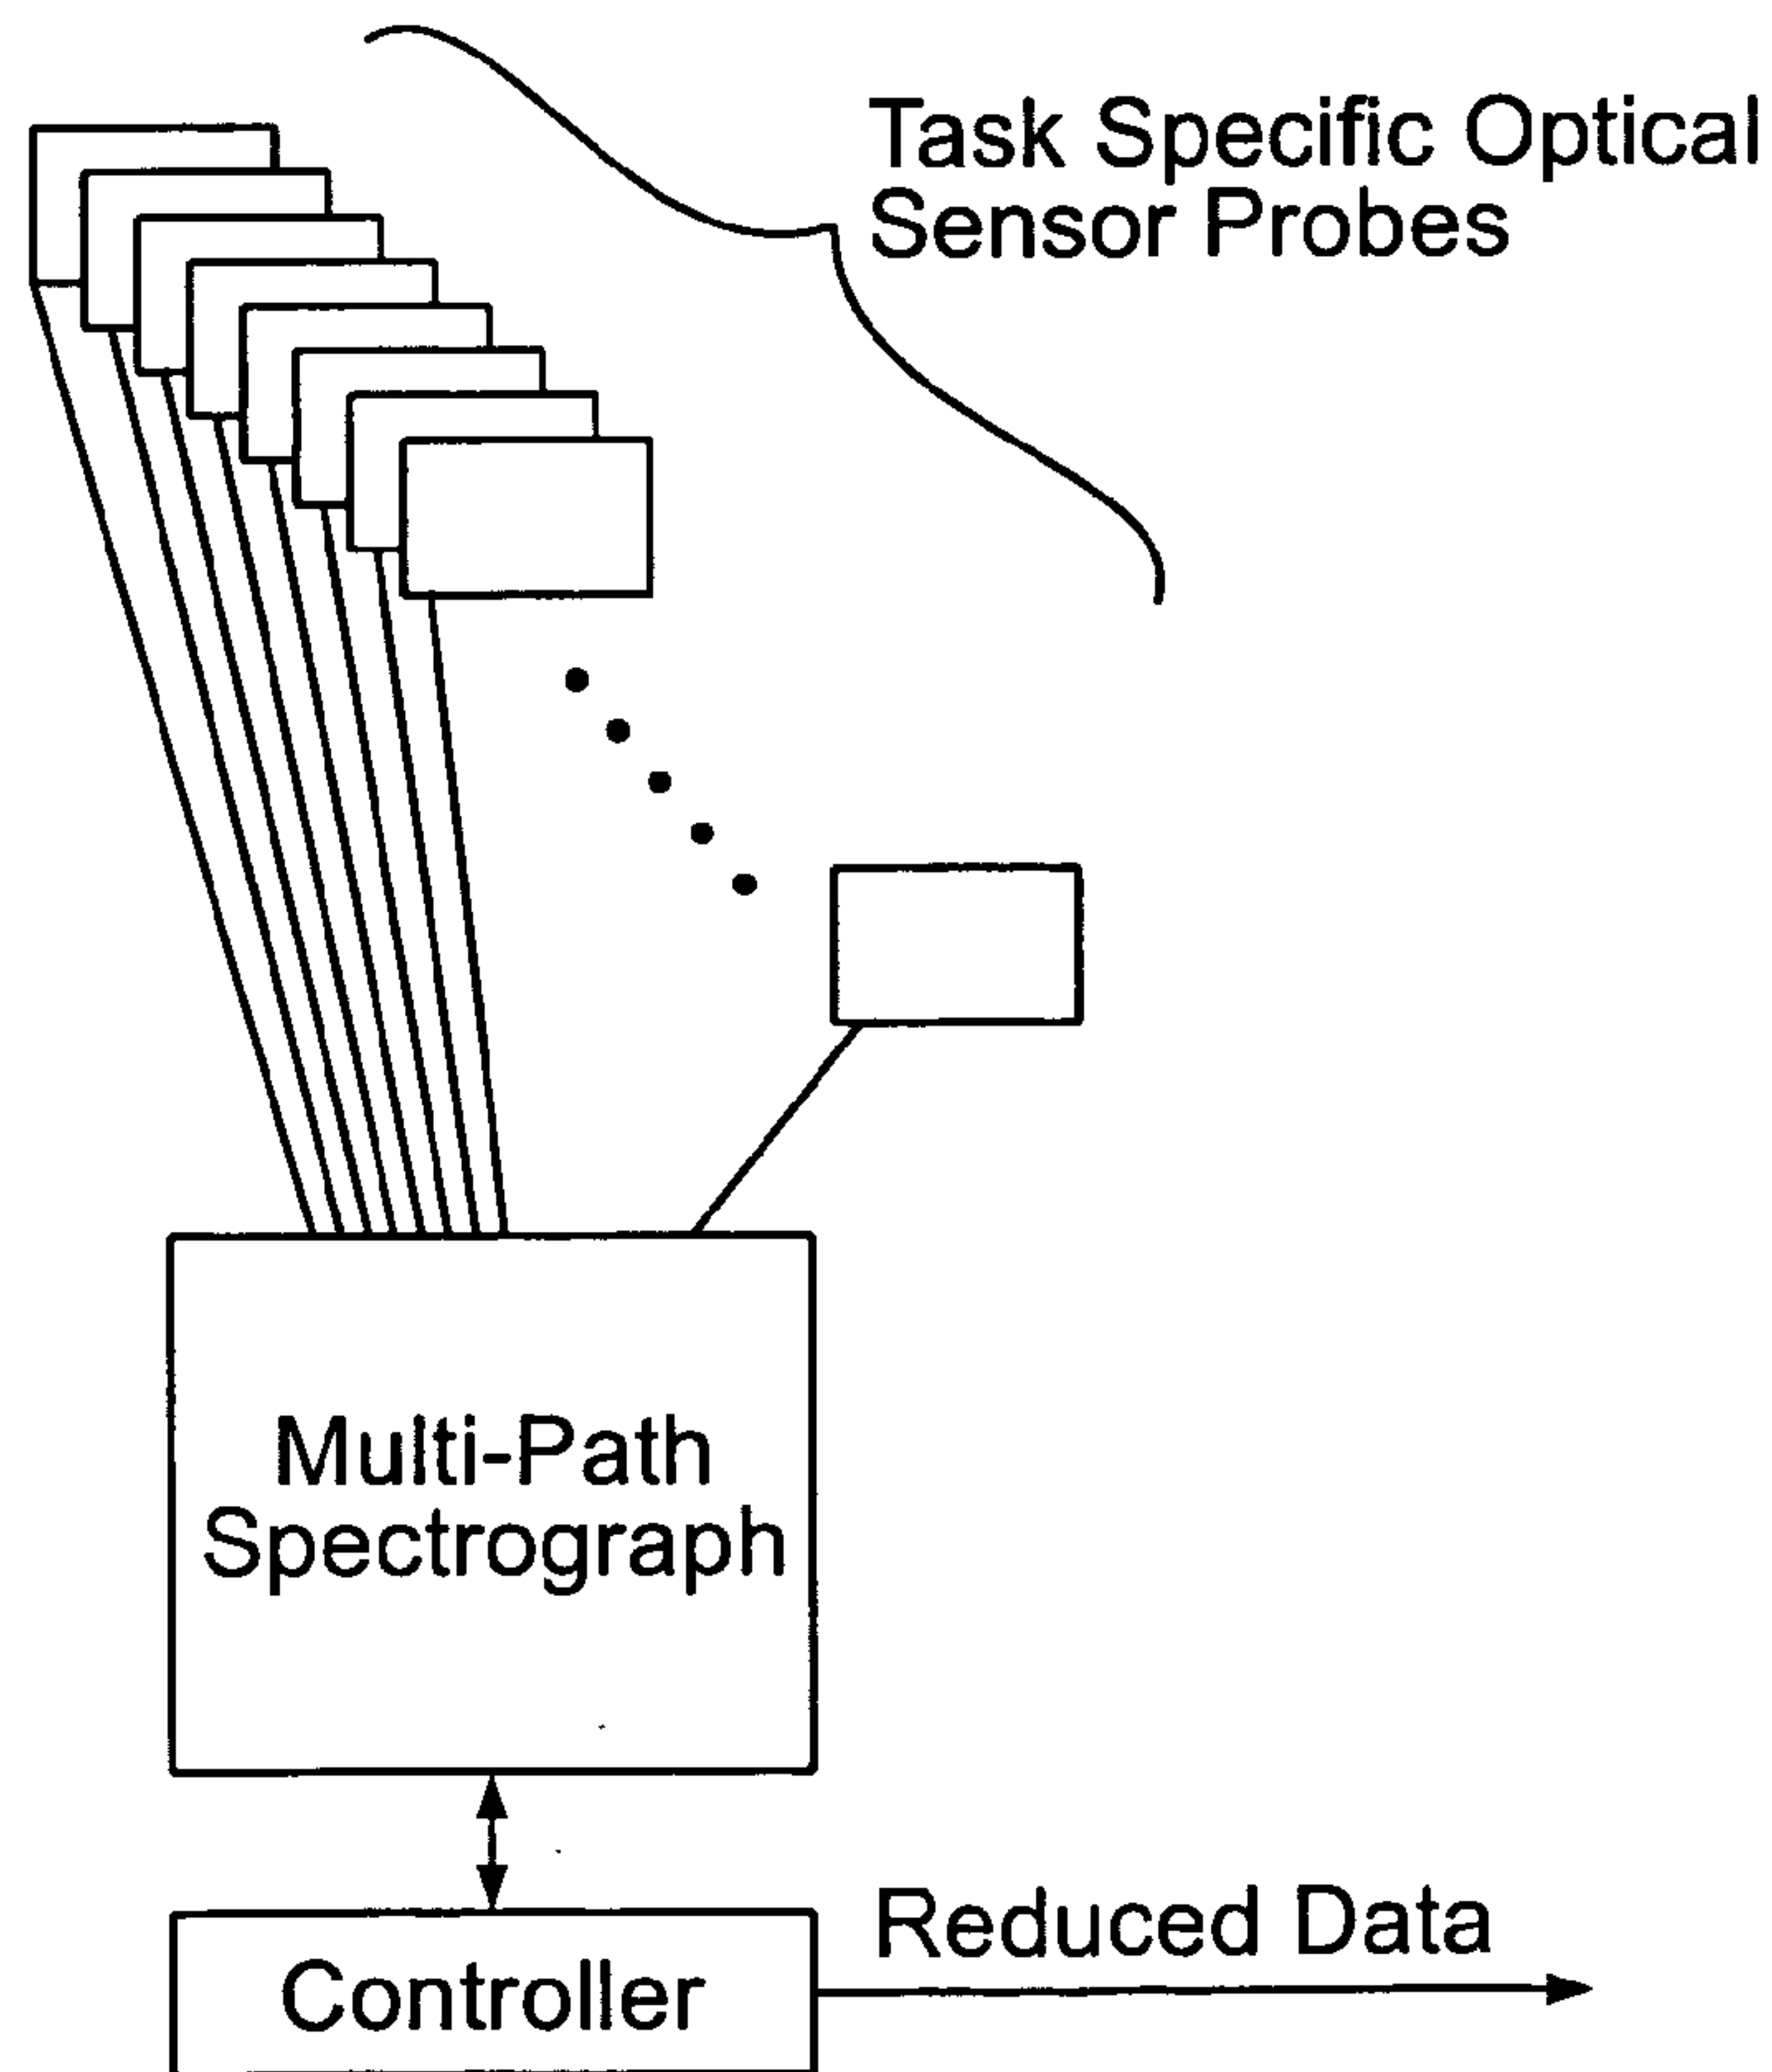 Task Specific Optical
Sensor Probes
Multi-Path
Spectrograph
Reduced Data
Controller